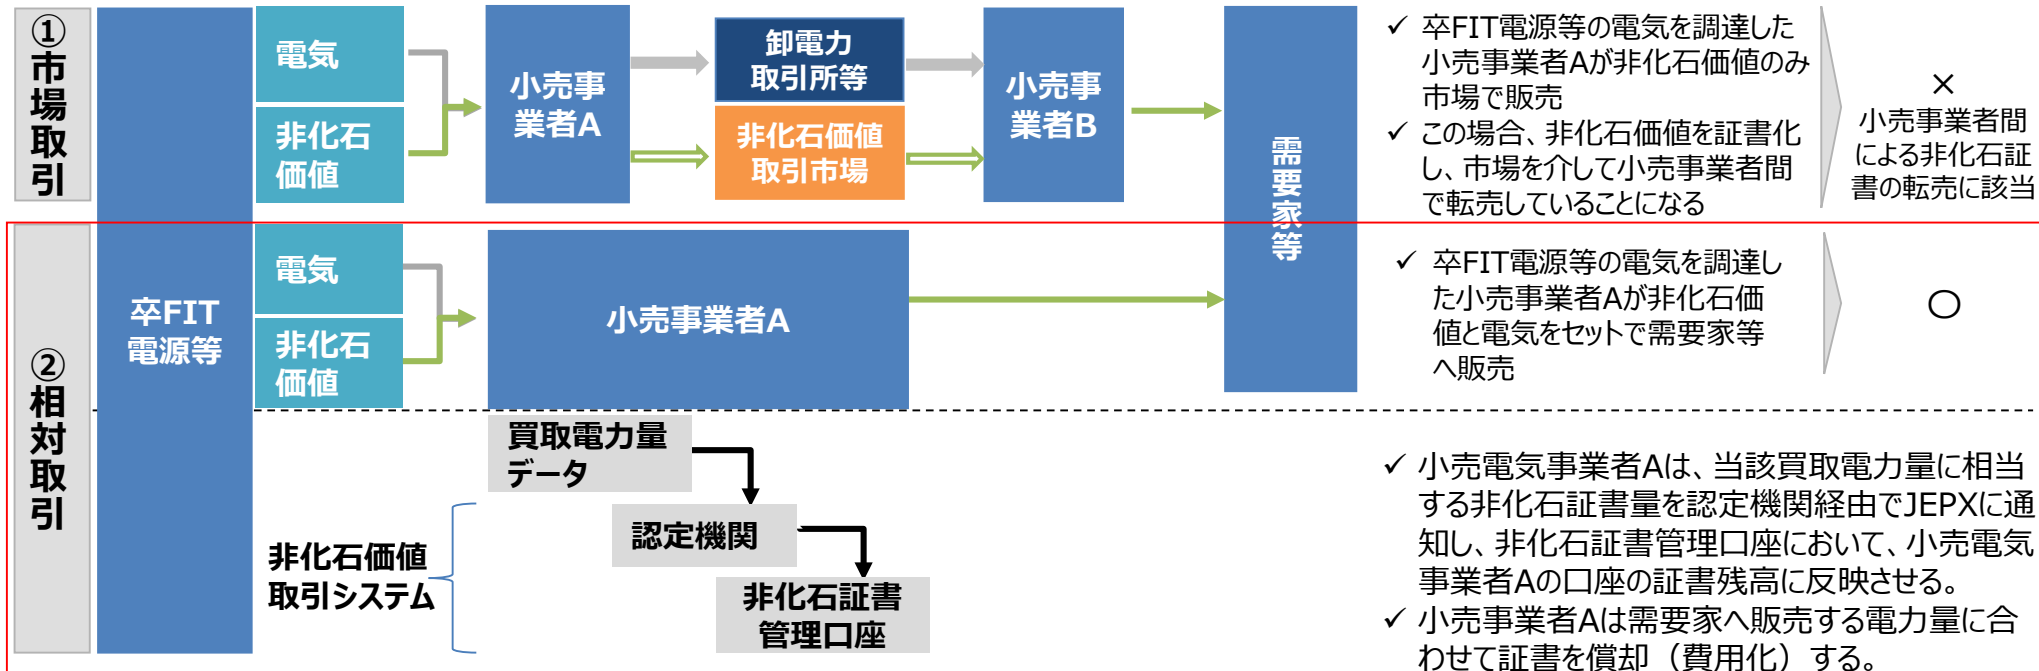 ①市場取引
電気
非化石
価値
小売事
業者A
卸電力
取引所等
非化石価値
取引市場
小売事
業者B
需要家等
✓ 卒FIT電源等の電気を調達した
小売事業者Aが非化石価値のみ
市場で販売
✓ この場合、非化石価値を証書化
し、市場を介して小売事業者間
で転売していることになる
×
小売事業者間
による非化石証
書の転売に該当
②相対取引
卒FIT
電源等
電気
非化石
価値
小売事業者A
✓ 卒FIT電源等の電気を調達し
た小売事業者Aが非化石価
値と電気をセットで需要家等
へ販売
○
買取電力量
データ
認定機関
非化石証書
管理口座
非化石価値
取引システム
✓ 小売電気事業者Aは、当該買取電力量に相当
する非化石証書量を認定機関経由でJEPXに通
知し、非化石証書管理口座において、小売電気
事業者Aの口座の証書残高に反映させる。
✓ 小売事業者Aは需要家へ販売する電力量に合
わせて証書を償却（費用化）する。